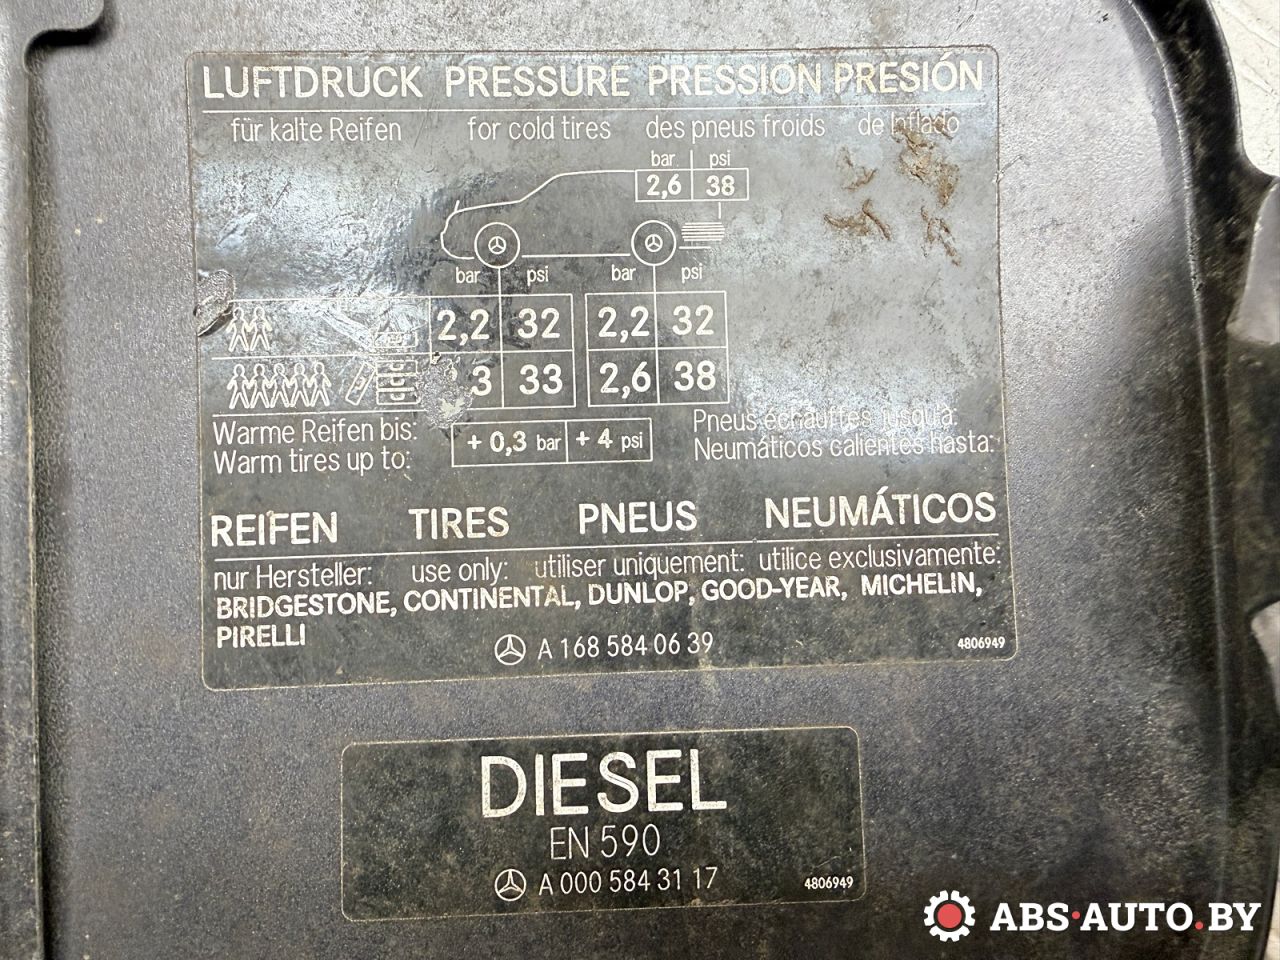 LUFTDRUCK PRESSURE PRESSION PRESIÓN
für kalte Reifen for cold tires des pneus froids de Inflado
bar psi
2,6 38
bar psi bar psi
2,2 32 2,2 32
3 33 2,6 38
Warme Reifen bis: Pneus échauffés jusqu'à:
Warm tires up to: + 0,3 bar + 4 psi Neumáticos calientes hasta:
REIFEN TIRES PNEUS NEUMÁTICOS
nur Hersteller: use only: utiliser uniquement: utilice exclusivamente:
BRIDGESTONE, CONTINENTAL, DUNLOP, GOOD-YEAR, MICHELIN,
PIRELLI
A 168 584 06 39 4806949
DIESEL
EN 590
A 000 584 31 17 4806949
ABS·AUTO.BY